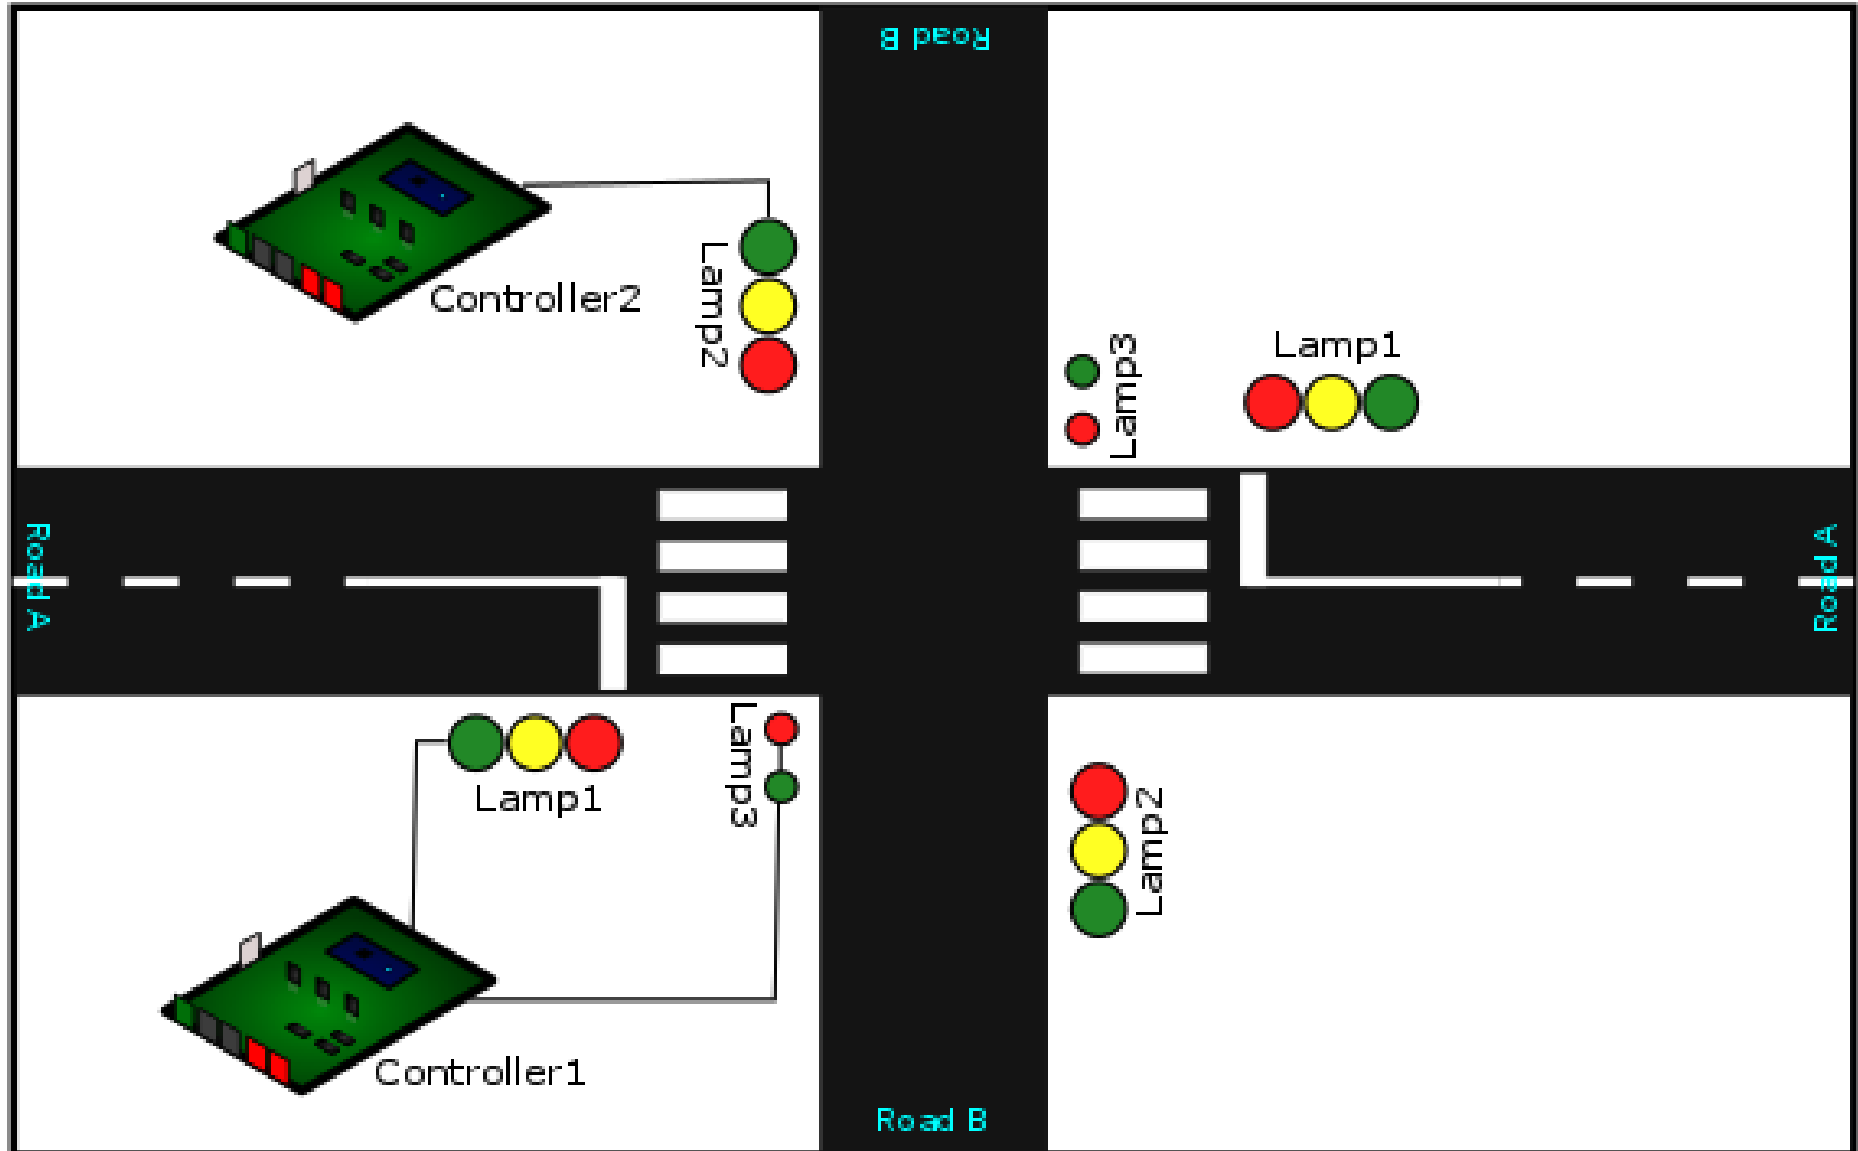 Road B
Controller2
Lamp2
Lamp3
Lamp1
Road A
Road A
Lamp1
Lamp3
Lamp2
Controller1
Road B